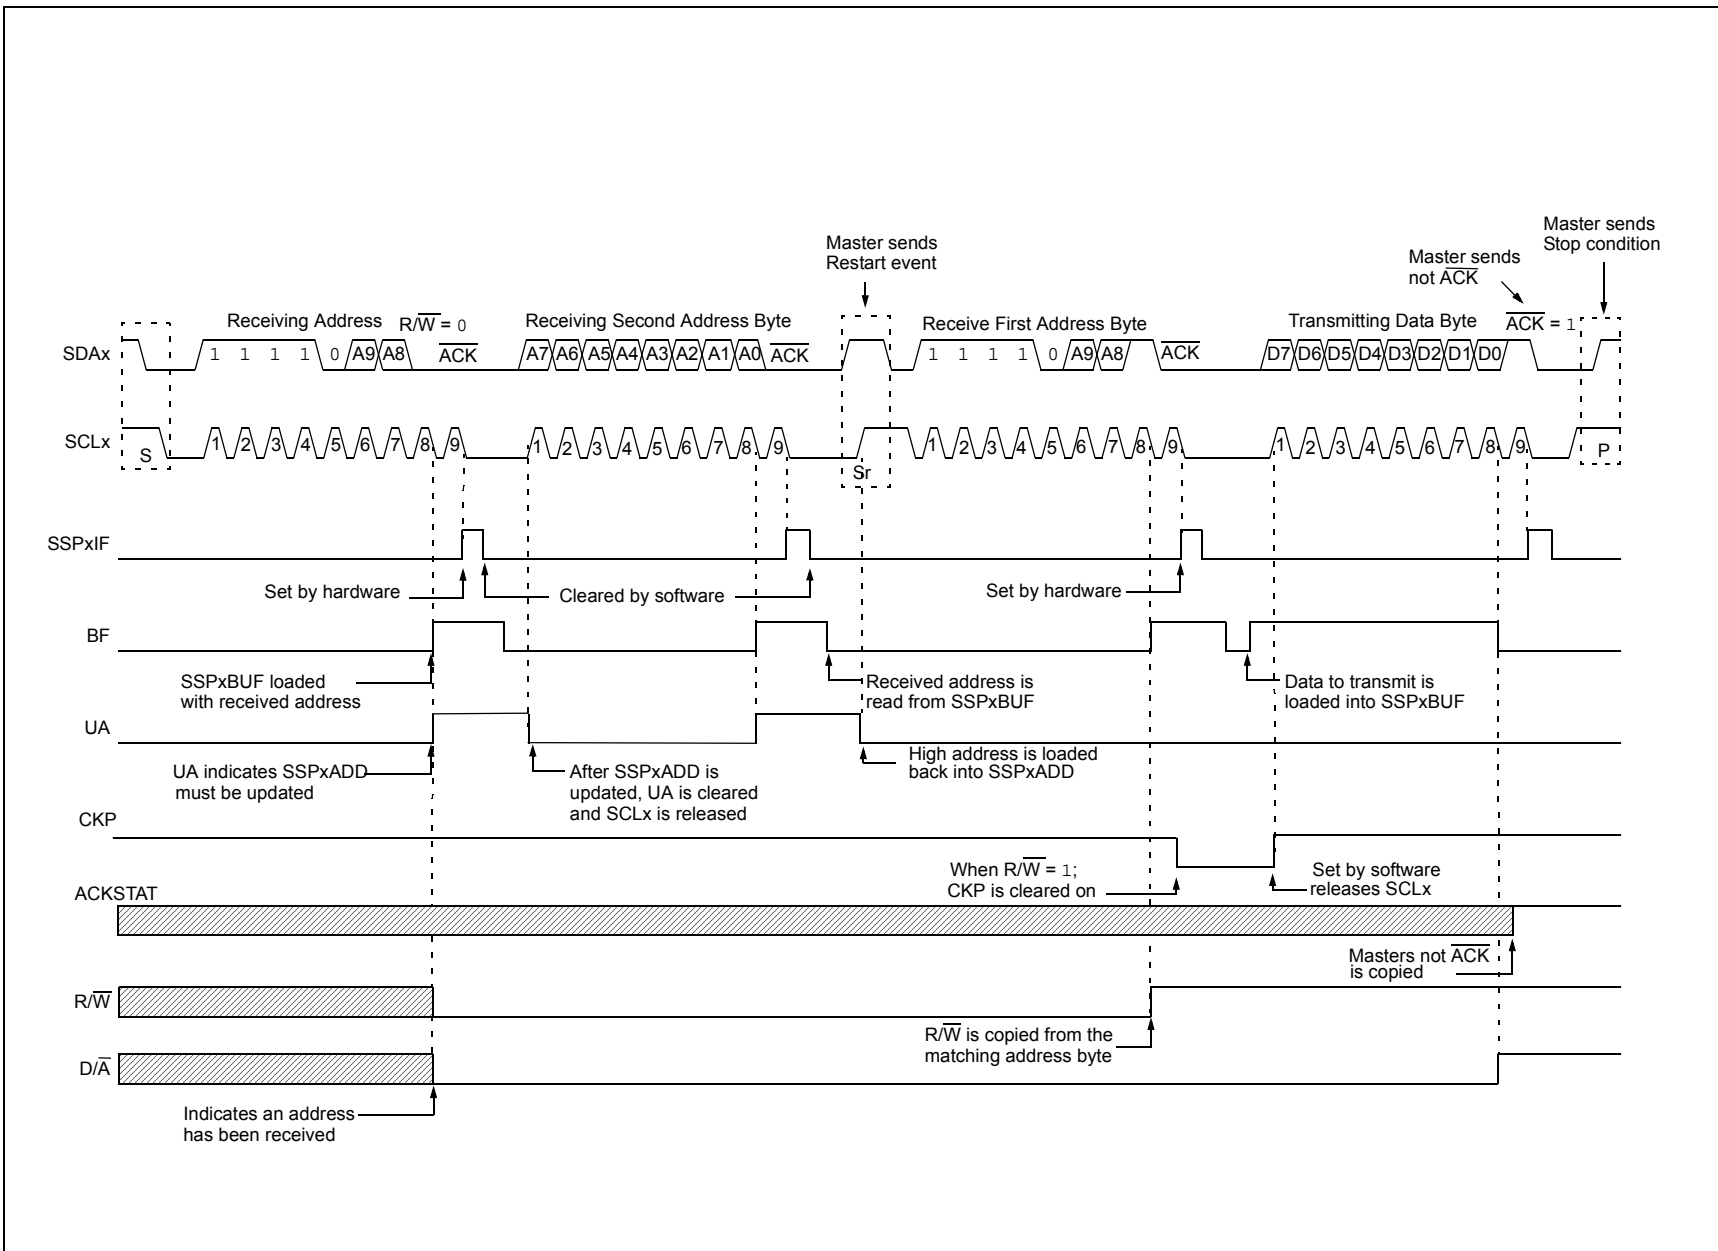 Master sends
Stop condition
Master sends
Restart event
Master sends
not A̅C̅K̅
Receiving Address R/W̅ = 0
Receiving Second Address Byte
Receive First Address Byte
Transmitting Data Byte
A̅C̅K̅ = 1
SDAx
1 1 1 1 0 A9 A8 A̅C̅K̅
A7 A6 A5 A4 A3 A2 A1 A0 A̅C̅K̅
1 1 1 1 0 A9 A8 A̅C̅K̅
D7 D6 D5 D4 D3 D2 D1 D0
SCLx
S
1 2 3 4 5 6 7 8 9
1 2 3 4 5 6 7 8 9
Sr
1 2 3 4 5 6 7 8 9
1 2 3 4 5 6 7 8 9
P
SSPxIF
Set by hardware
Cleared by software
Set by hardware
BF
SSPxBUF loaded
with received address
Received address is
read from SSPxBUF
Data to transmit is
loaded into SSPxBUF
UA
UA indicates SSPxADD
must be updated
After SSPxADD is
updated, UA is cleared
and SCLx is released
High address is loaded
back into SSPxADD
CKP
When R/W̅ = 1;
CKP is cleared on
Set by software
releases SCLx
ACKSTAT
Masters not A̅C̅K̅
is copied
R/W̅
R/W̅ is copied from the
matching address byte
D/A̅
Indicates an address
has been received